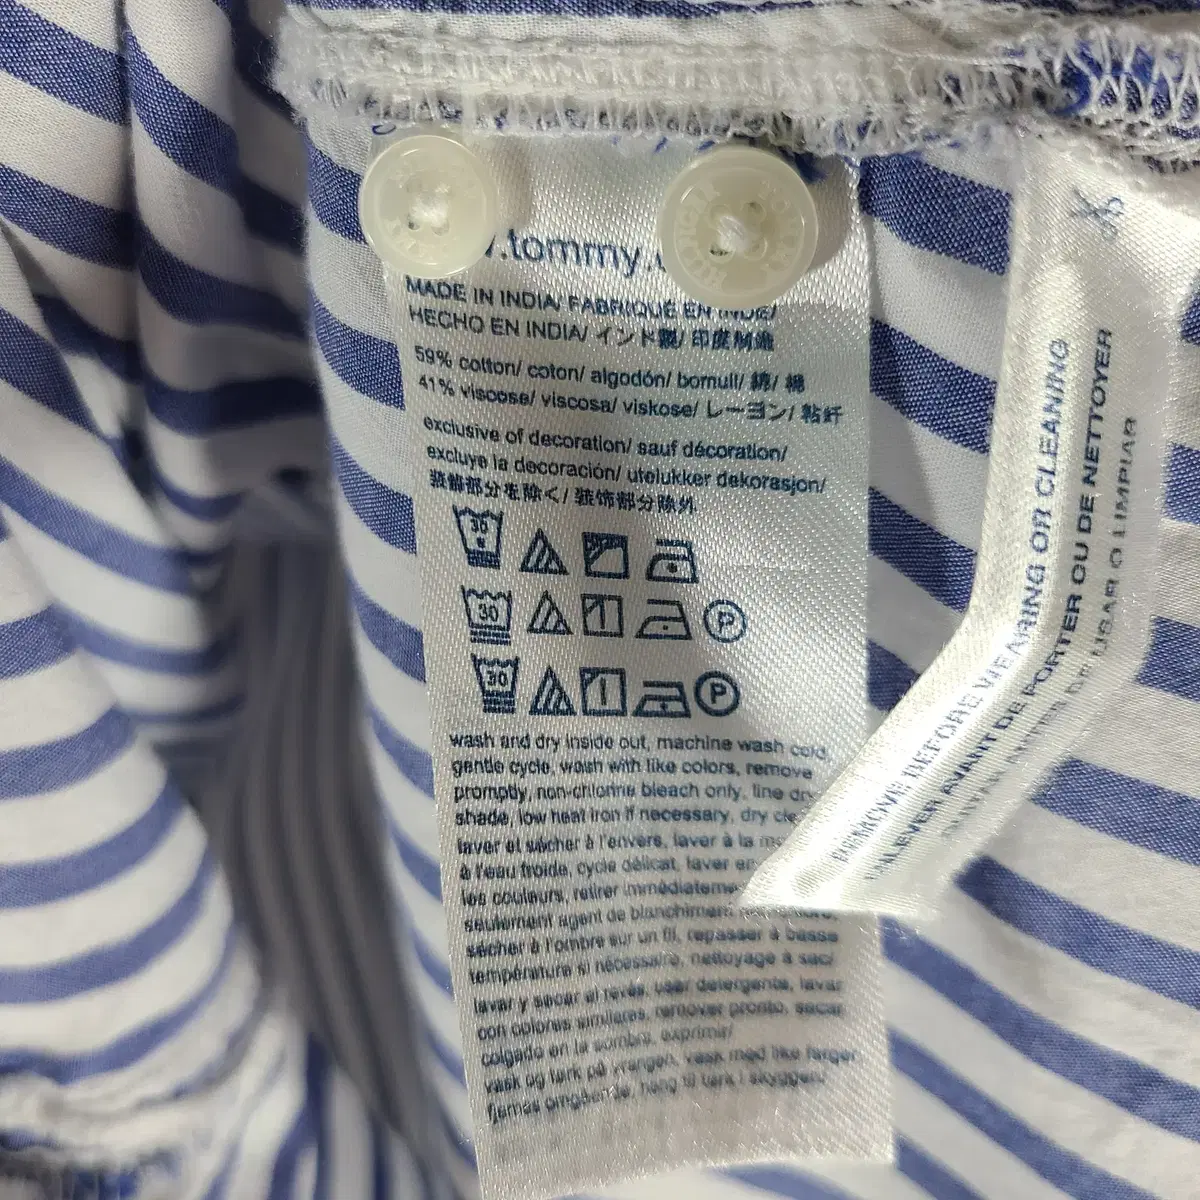 .tommy.
MADE IN INDIA/ FABRIQUÉ EN INDE/
HECHO EN INDIA/ インド製/ 印度制造
59% cotton/ coton/ algodón/ bomull/ 綿/ 棉
41% viscose/ viscosa/ viskose/ レーヨン/ 粘纤
exclusive of decoration/ sauf décoration/
excluye la decoración/ utelukker dekorasjon/
装飾部分を除く/ 装饰部分除外
30
30 P
30 P
wash and dry inside out, machine wash cold,
gentle cycle, wash with like colors, remove
promptly, non-chlorine bleach only, line dry
shade, low heat iron if necessary, dry
laver et sécher à l'envers, laver à la
à l'eau froide, cycle délicat, laver
les couleurs, retirer
seulement agent de blanchiment
sécher à l'ombre sur un fil, repasser à basse
température si nécessaire, nettoyage à sec/
lavar y secar al revés, usar detergente, lavar
con colores similares, remover pronto, secar
colgado en la sombra, exprimir/
vask og tørk på vrangen, vask med like farger
fjernes omgående, heng til tørk i skyggen/
REMOVE BEFORE WEARING OR CLEANING
ENLEVER AVANT DE PORTER OU DE NETTOYER
DE USAR O LIMPIAR